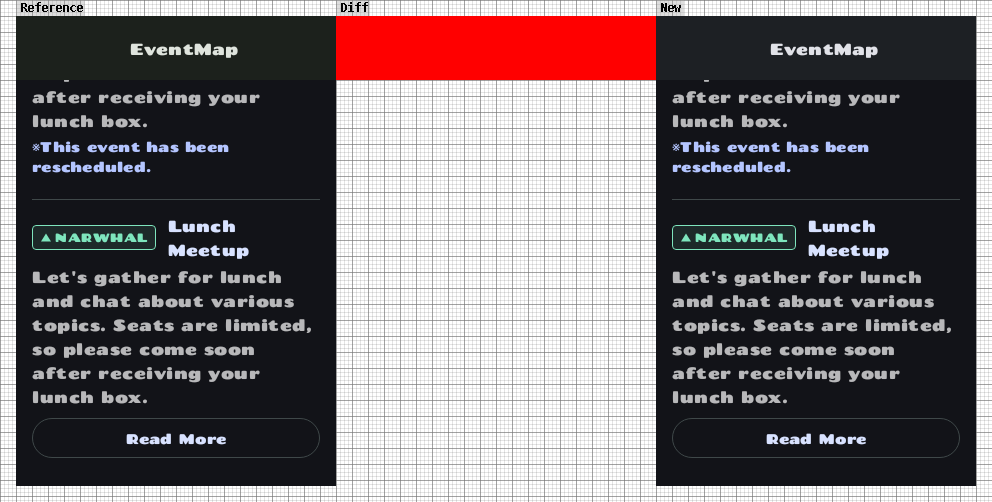 Reference
Diff
New
EventMap
after receiving your
lunch box.
※This event has been
rescheduled.
▲NARWHAL
Lunch
Meetup
Let's gather for lunch
and chat about various
topics. Seats are limited,
so please come soon
after receiving your
lunch box.
Read More
EventMap
after receiving your
lunch box.
※This event has been
rescheduled.
▲NARWHAL
Lunch
Meetup
Let's gather for lunch
and chat about various
topics. Seats are limited,
so please come soon
after receiving your
lunch box.
Read More